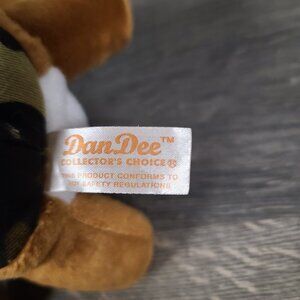 DanDee™
COLLECTOR'S CHOICE®
THIS PRODUCT CONFORMS TO
SAFETY REGULATIONS